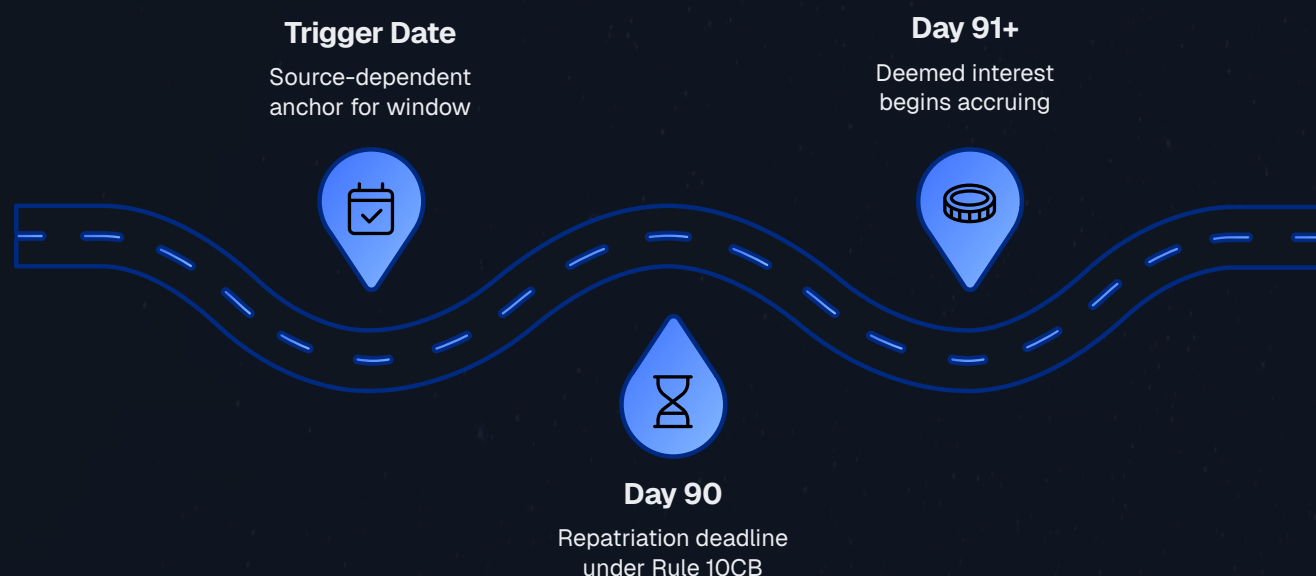 Trigger Date
Source-dependent
anchor for window
Day 91+
Deemed interest
begins accruing
Day 90
Repatriation deadline
under Rule 10CB